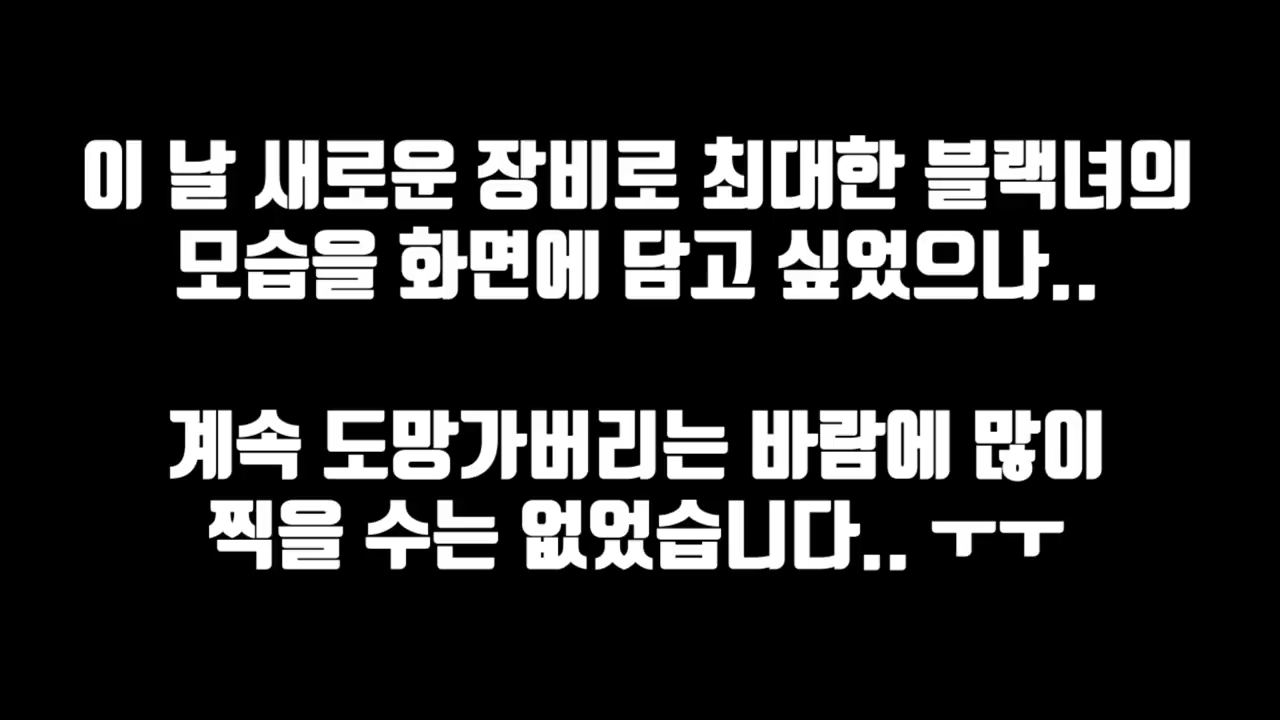 이 날 새로운 장비로 최대한 블랙녀의
모습을 화면에 담고 싶었으나..
계속 도망가버리는 바람에 많이
찍을 수는 없었습니다.. ㅜㅜ